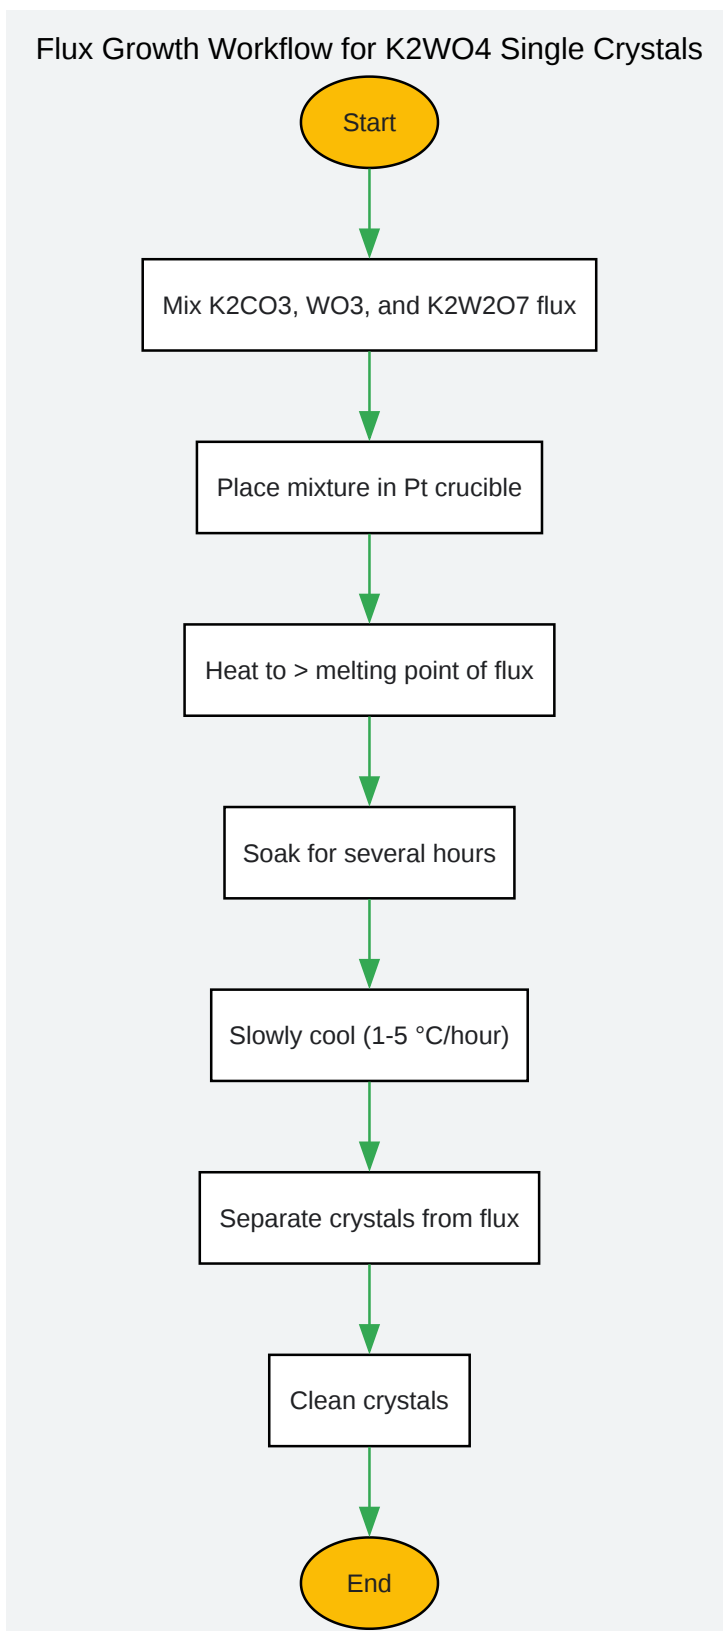 Flux Growth Workflow for K2WO4 Single Crystals
Start
Mix K2CO3, WO3, and K2W2O7 flux
Place mixture in Pt crucible
Heat to > melting point of flux
Soak for several hours
Slowly cool (1-5 °C/hour)
Separate crystals from flux
Clean crystals
End